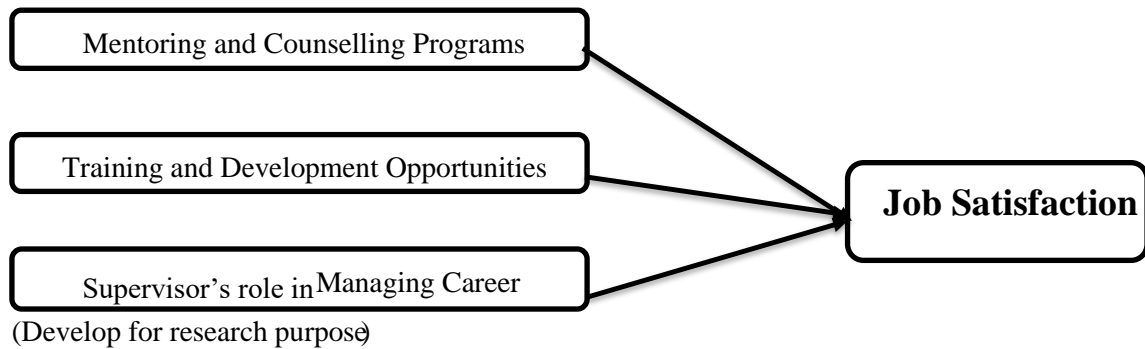 Mentoring and Counselling Programs
Training and Development Opportunities
Job Satisfaction
Supervisor’s role in Managing Career
(Develop for research purpose)